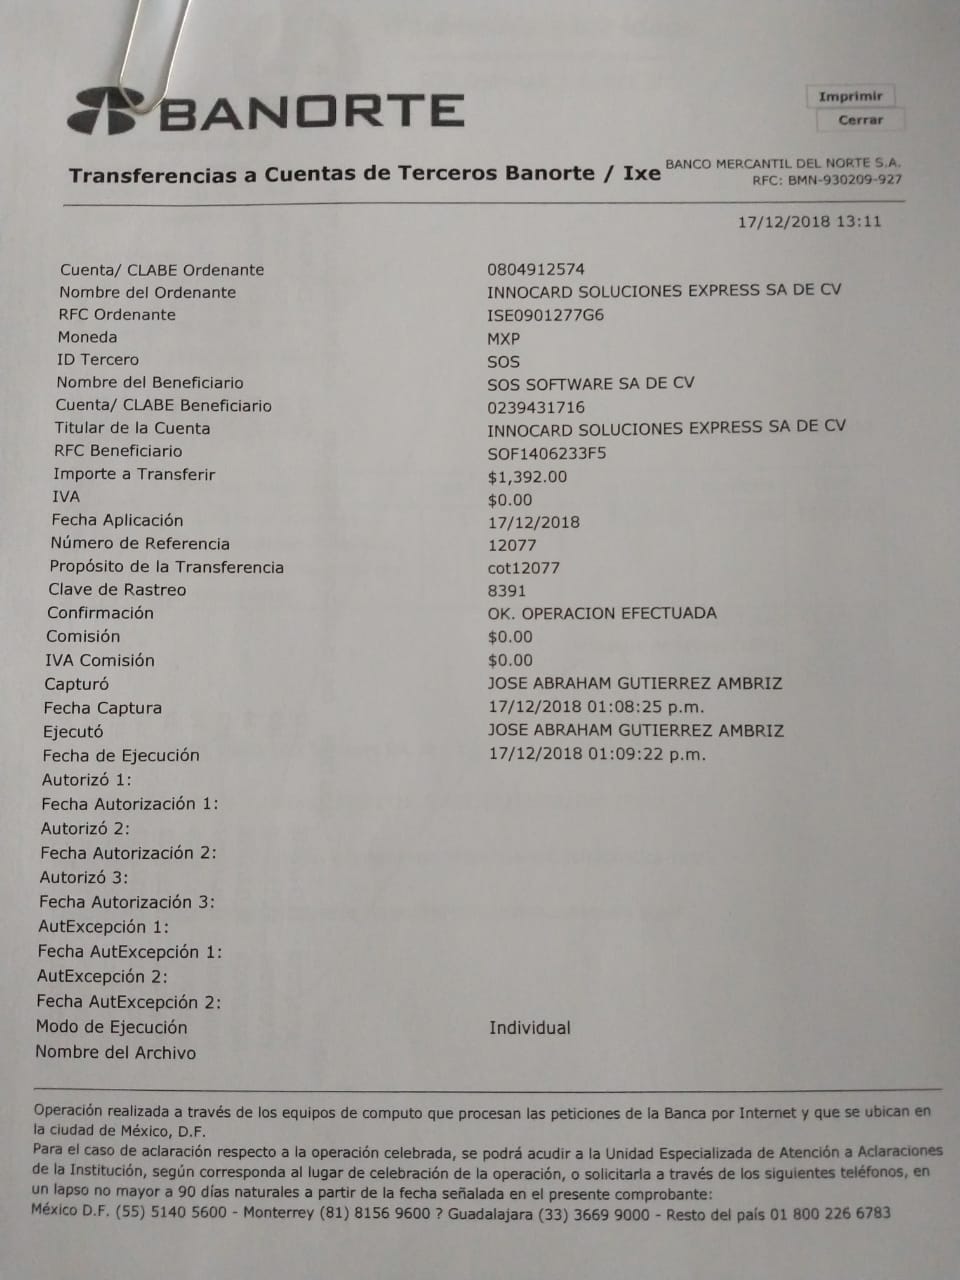 BANORTE
Imprimir
Cerrar
Transferencias a Cuentas de Terceros Banorte / Ixe
BANCO MERCANTIL DEL NORTE S.A.
RFC: BMN-930209-927
17/12/2018 13:11
Cuenta/ CLABE Ordenante 0804912574
Nombre del Ordenante INNOCARD SOLUCIONES EXPRESS SA DE CV
RFC Ordenante ISE0901277G6
Moneda MXP
ID Tercero SOS
Nombre del Beneficiario SOS SOFTWARE SA DE CV
Cuenta/ CLABE Beneficiario 0239431716
Titular de la Cuenta INNOCARD SOLUCIONES EXPRESS SA DE CV
RFC Beneficiario SOF1406233F5
Importe a Transferir $1,392.00
IVA $0.00
Fecha Aplicación 17/12/2018
Número de Referencia 12077
Propósito de la Transferencia cot12077
Clave de Rastreo 8391
Confirmación OK. OPERACION EFECTUADA
Comisión $0.00
IVA Comisión $0.00
Capturó JOSE ABRAHAM GUTIERREZ AMBRIZ
Fecha Captura 17/12/2018 01:08:25 p.m.
Ejecutó JOSE ABRAHAM GUTIERREZ AMBRIZ
Fecha de Ejecución 17/12/2018 01:09:22 p.m.
Autorizó 1:
Fecha Autorización 1:
Autorizó 2:
Fecha Autorización 2:
Autorizó 3:
Fecha Autorización 3:
AutExcepción 1:
Fecha AutExcepción 1:
AutExcepción 2:
Fecha AutExcepción 2:
Modo de Ejecución Individual
Nombre del Archivo
Operación realizada a través de los equipos de computo que procesan las peticiones de la Banca por Internet y que se ubican en
la ciudad de México, D.F.
Para el caso de aclaración respecto a la operación celebrada, se podrá acudir a la Unidad Especializada de Atención a Aclaraciones
de la Institución, según corresponda al lugar de celebración de la operación, o solicitarla a través de los siguientes teléfonos, en
un lapso no mayor a 90 días naturales a partir de la fecha señalada en el presente comprobante:
México D.F. (55) 5140 5600 - Monterrey (81) 8156 9600 ? Guadalajara (33) 3669 9000 - Resto del país 01 800 226 6783